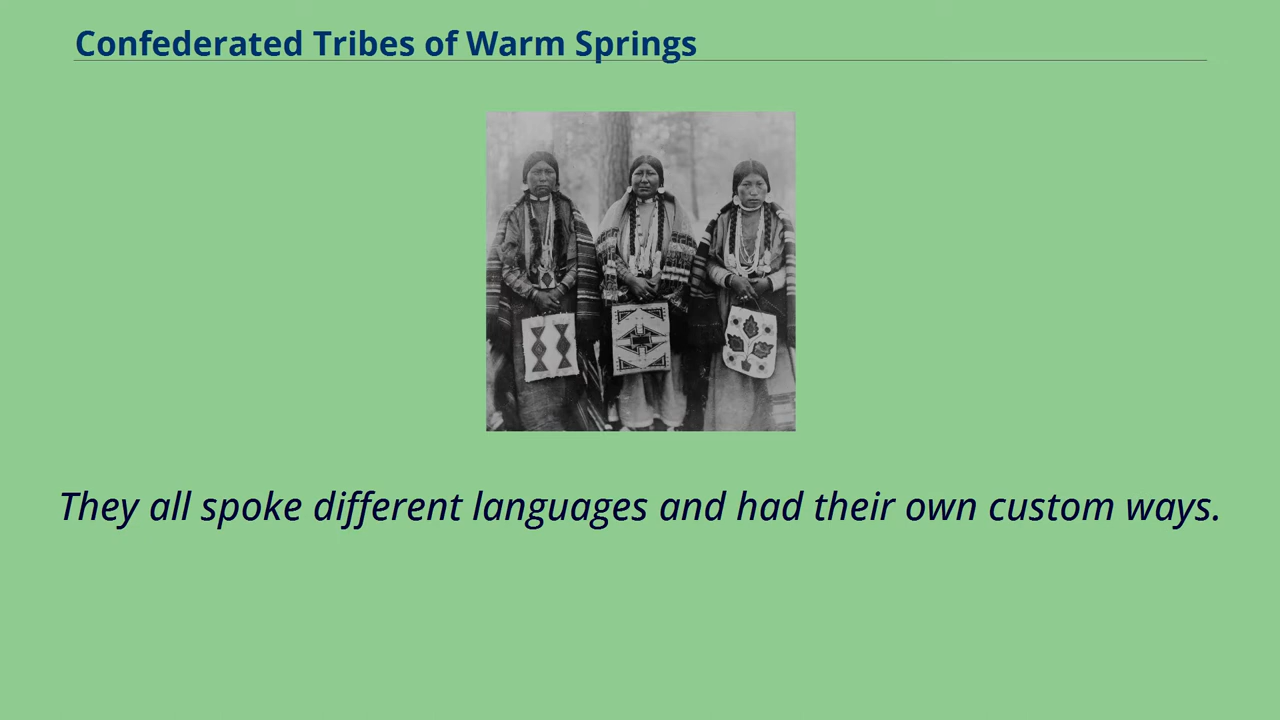 Confederated Tribes of Warm Springs
They all spoke different languages and had their own custom ways.